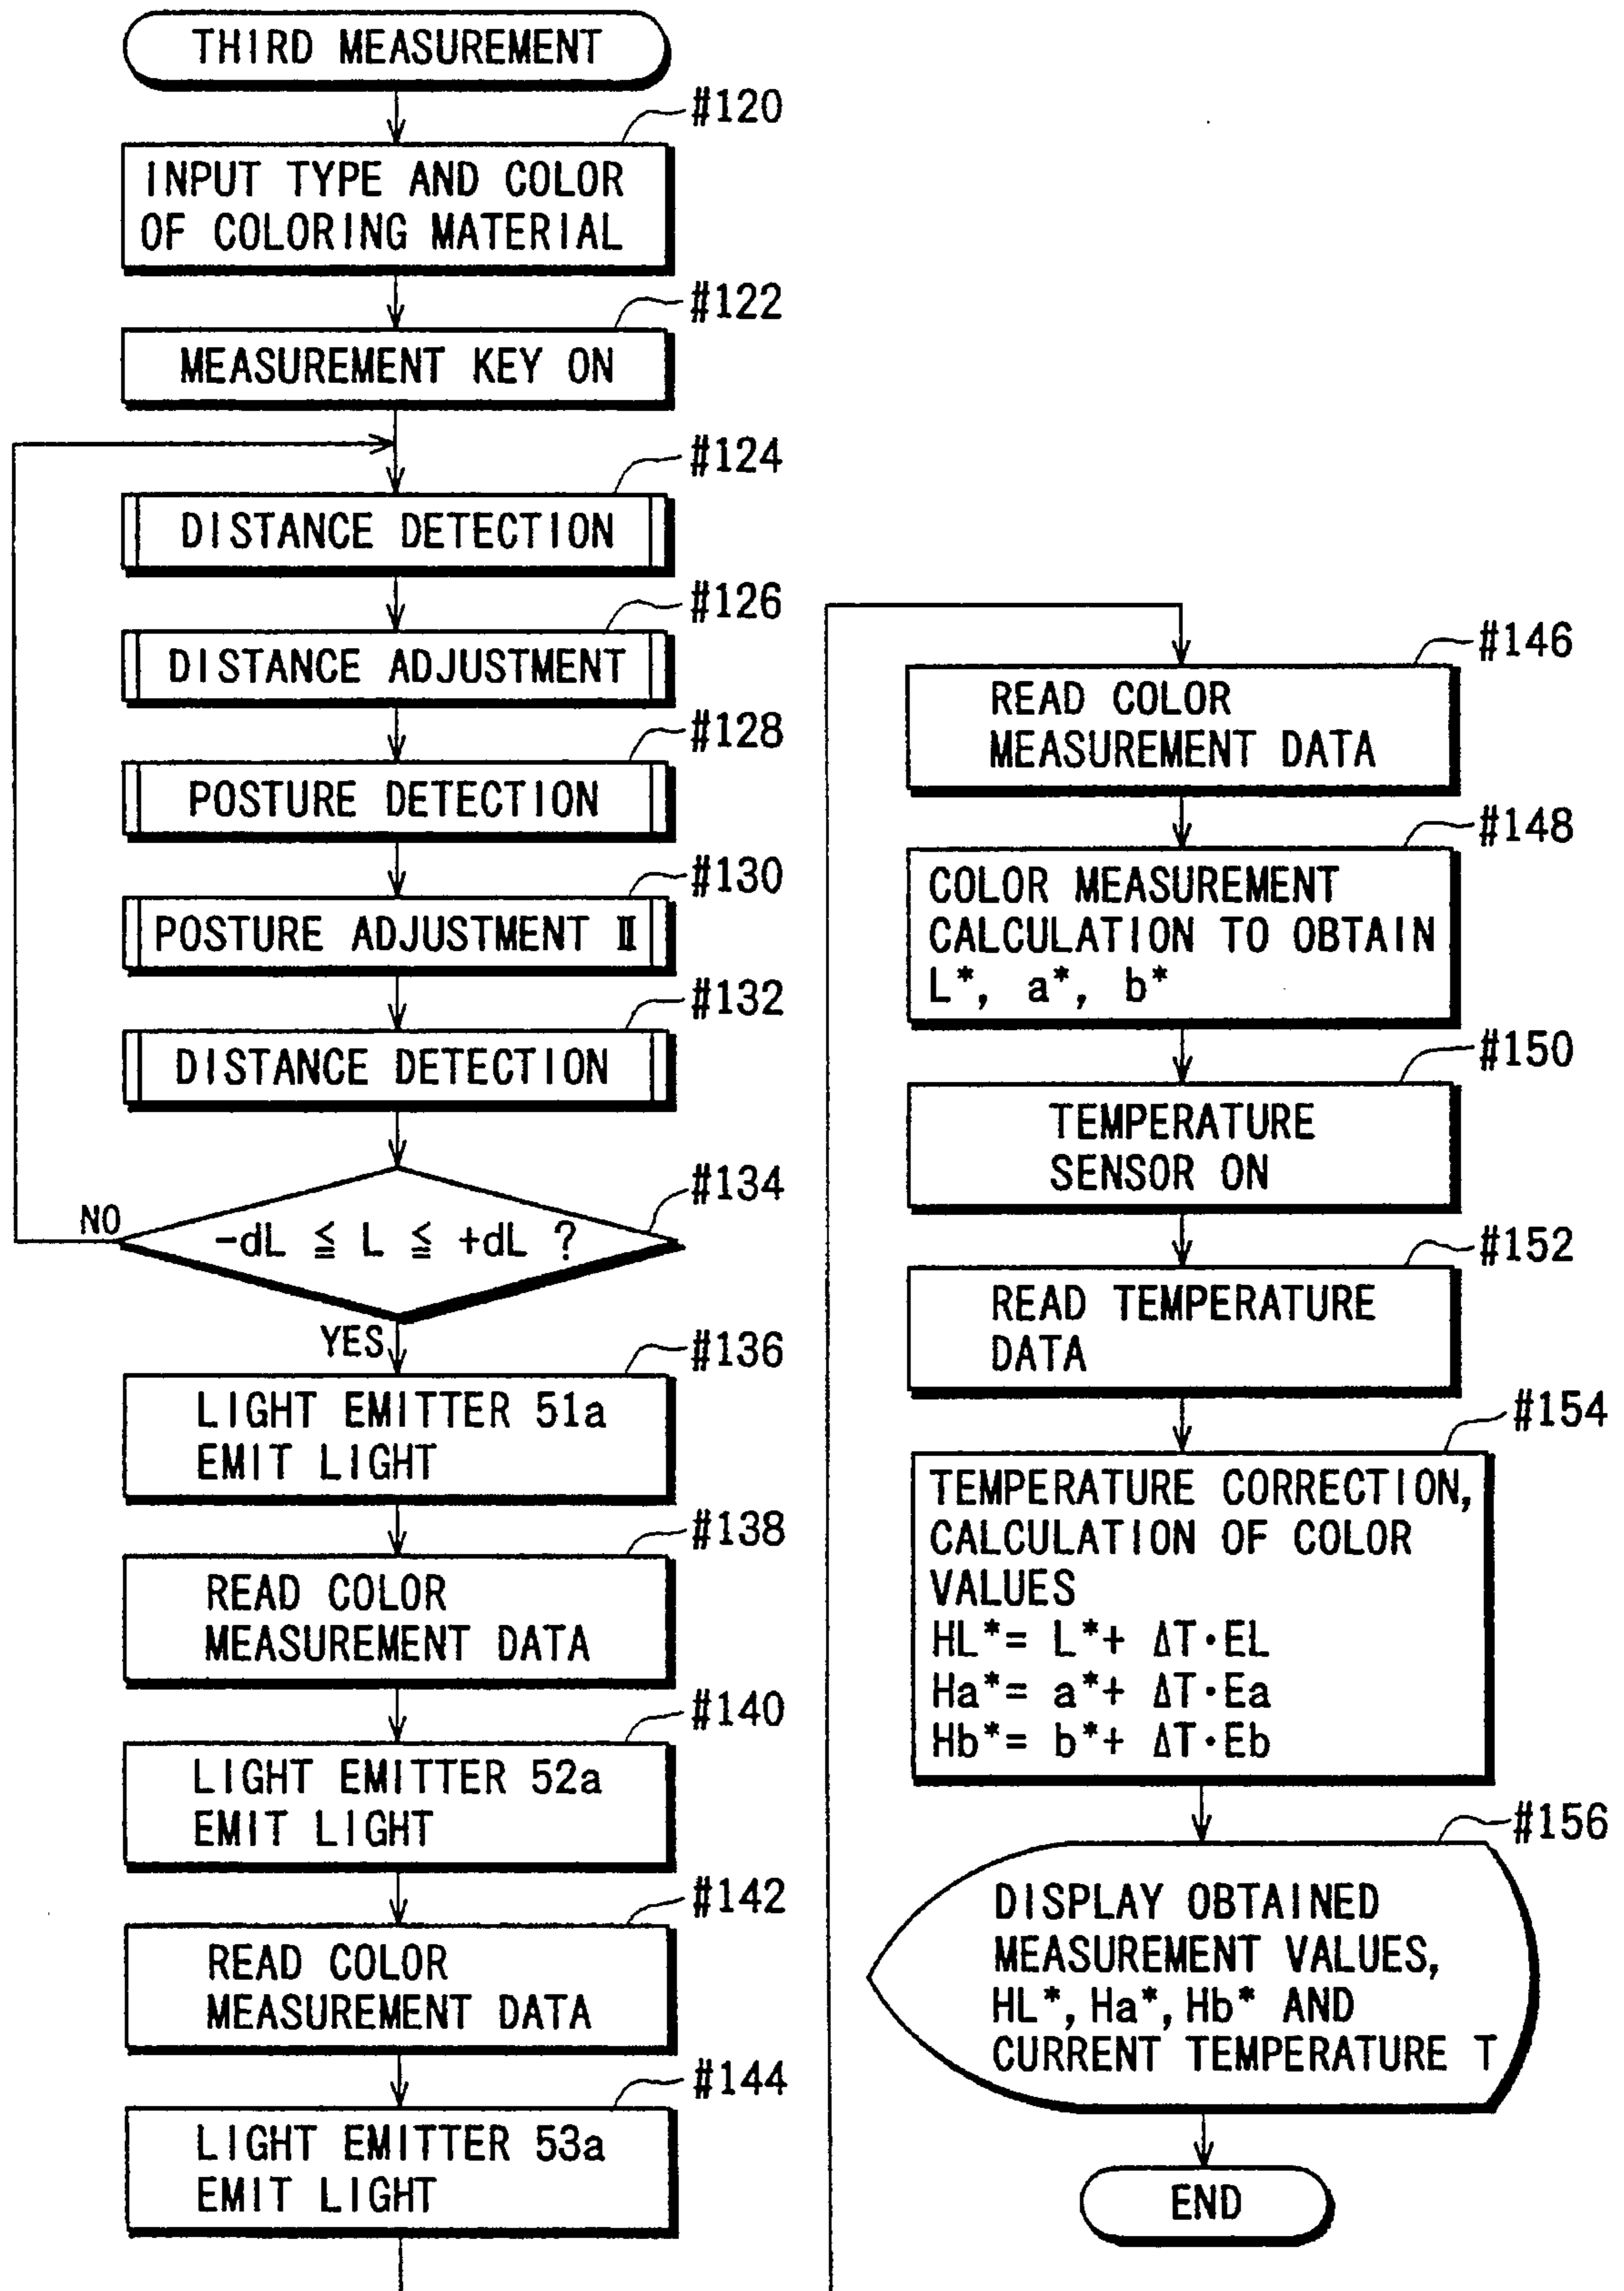 THIRD MEASUREMENT
#120
INPUT TYPE AND COLOR
OF COLORING MATERIAL
#122
MEASUREMENT KEY ON
#124
DISTANCE DETECTION
#126
DISTANCE ADJUSTMENT
#128
POSTURE DETECTION
#130
POSTURE ADJUSTMENT Ⅱ
#132
DISTANCE DETECTION
#134
NO
-dL ≦ L ≦ +dL ?
YES
#136
LIGHT EMITTER 51a
EMIT LIGHT
#138
READ COLOR
MEASUREMENT DATA
#140
LIGHT EMITTER 52a
EMIT LIGHT
#142
READ COLOR
MEASUREMENT DATA
#144
LIGHT EMITTER 53a
EMIT LIGHT
#146
READ COLOR
MEASUREMENT DATA
#148
COLOR MEASUREMENT
CALCULATION TO OBTAIN
L*, a*, b*
#150
TEMPERATURE
SENSOR ON
#152
READ TEMPERATURE
DATA
#154
TEMPERATURE CORRECTION,
CALCULATION OF COLOR
VALUES
HL*= L*+ ΔT·EL
Ha*= a*+ ΔT·Ea
Hb*= b*+ ΔT·Eb
#156
DISPLAY OBTAINED
MEASUREMENT VALUES,
HL*, Ha*, Hb* AND
CURRENT TEMPERATURE T
END